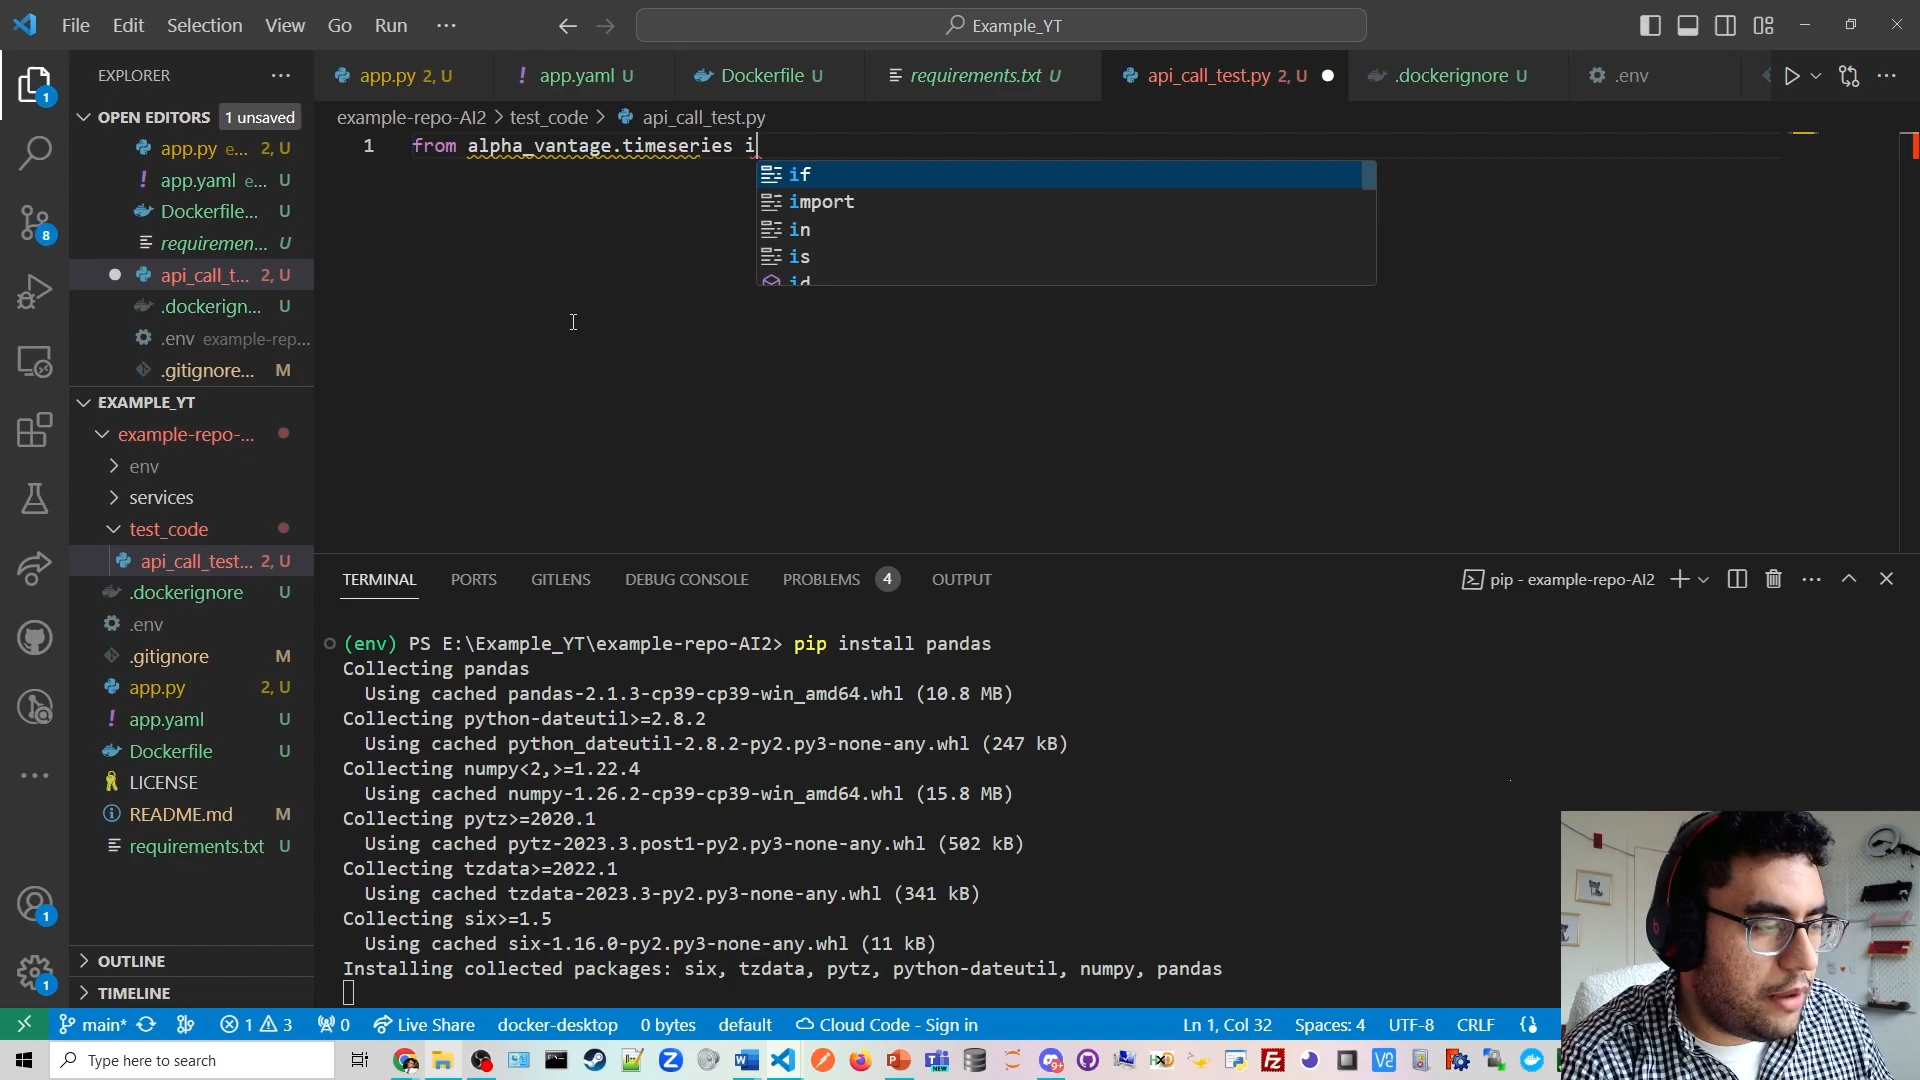 File Edit Selection View Go Run ···
Example_YT
EXPLORER
app.py 2, U
app.yaml U
Dockerfile U
requirements.txt U
api_call_test.py 2, U
.dockerignore U
.env
OPEN EDITORS 1 unsaved
app.py e... 2, U
app.yaml e... U
Dockerfile... U
requiremen... U
api_call_t... 2, U
.dockerign... U
.env example-rep...
.gitignore... M
EXAMPLE_YT
example-repo-...
env
services
test_code
api_call_test... 2, U
.dockerignore U
.env
.gitignore M
app.py 2, U
app.yaml U
Dockerfile U
LICENSE
README.md M
requirements.txt U
OUTLINE
TIMELINE
1
8
1
1
example-repo-AI2 > test_code > api_call_test.py
1 from alpha_vantage.timeseries i
if
import
in
is
id
TERMINAL PORTS GITLENS DEBUG CONSOLE PROBLEMS 4 OUTPUT
pip - example-repo-AI2
(env) PS E:\Example_YT\example-repo-AI2> pip install pandas
Collecting pandas
Using cached pandas-2.1.3-cp39-cp39-win_amd64.whl (10.8 MB)
Collecting python-dateutil>=2.8.2
Using cached python_dateutil-2.8.2-py2.py3-none-any.whl (247 kB)
Collecting numpy<2,>=1.22.4
Using cached numpy-1.26.2-cp39-cp39-win_amd64.whl (15.8 MB)
Collecting pytz>=2020.1
Using cached pytz-2023.3.post1-py2.py3-none-any.whl (502 kB)
Collecting tzdata>=2022.1
Using cached tzdata-2023.3-py2.py3-none-any.whl (341 kB)
Collecting six>=1.5
Using cached six-1.16.0-py2.py3-none-any.whl (11 kB)
Installing collected packages: six, tzdata, pytz, python-dateutil, numpy, pandas
main* 1 3 0 Live Share docker-desktop 0 bytes default Cloud Code - Sign in
Ln 1, Col 32 Spaces: 4 UTF-8 CRLF
Type here to search